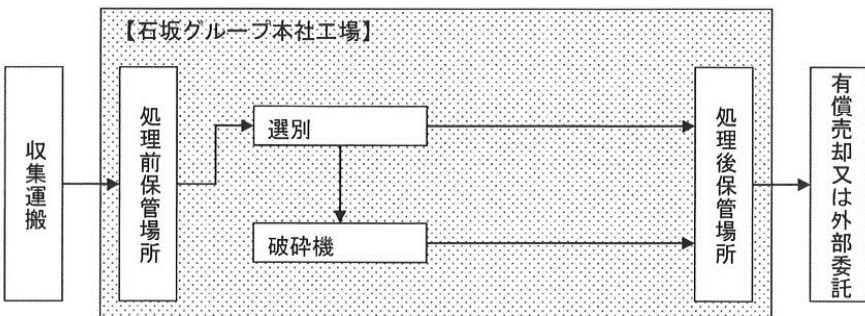 【石坂グループ本社工場】
収集運搬
処理前保管場所
選別
破砕機
処理後保管場所
有償売却又は外部委託